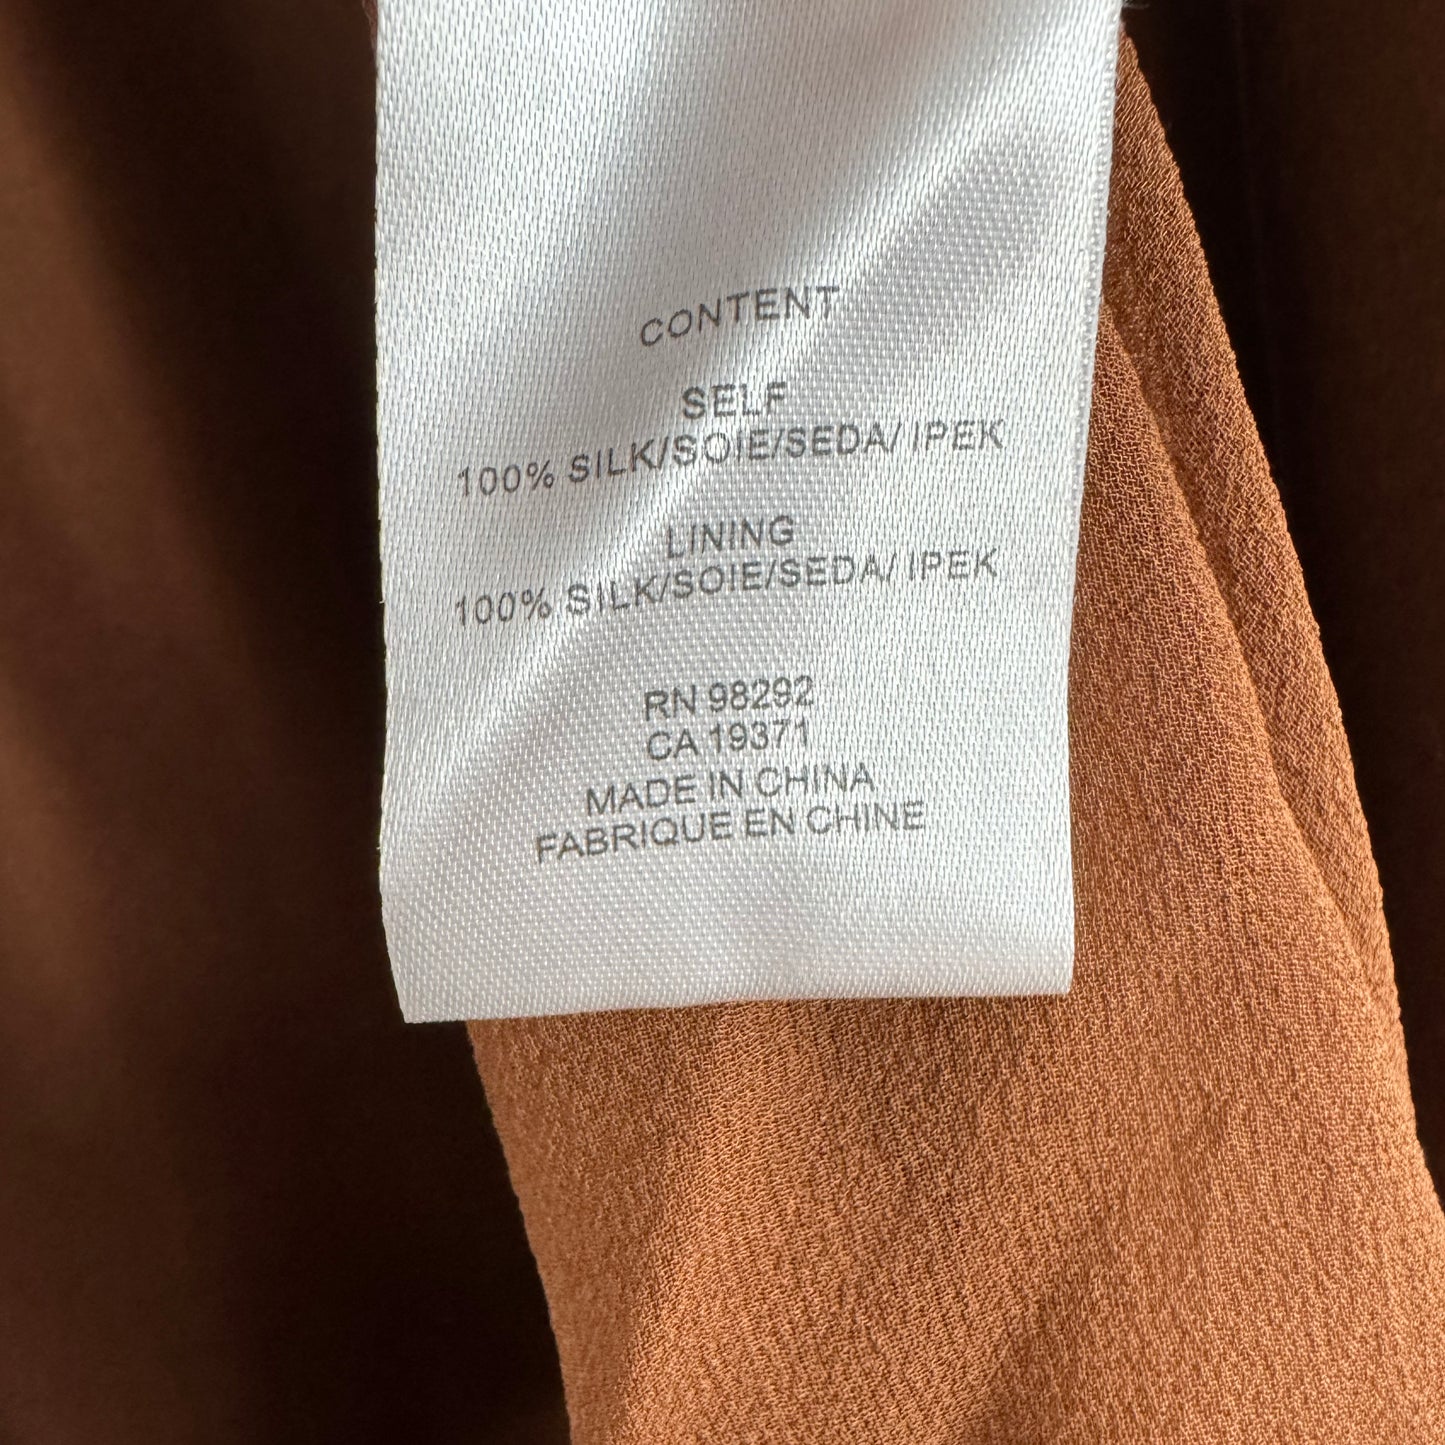 CONTENT
SELF
100% SILK/SOIE/SEDA/ IPEK
LINING
100% SILK/SOIE/SEDA/ IPEK
RN 98292
CA 19371
MADE IN CHINA
FABRIQUE EN CHINE